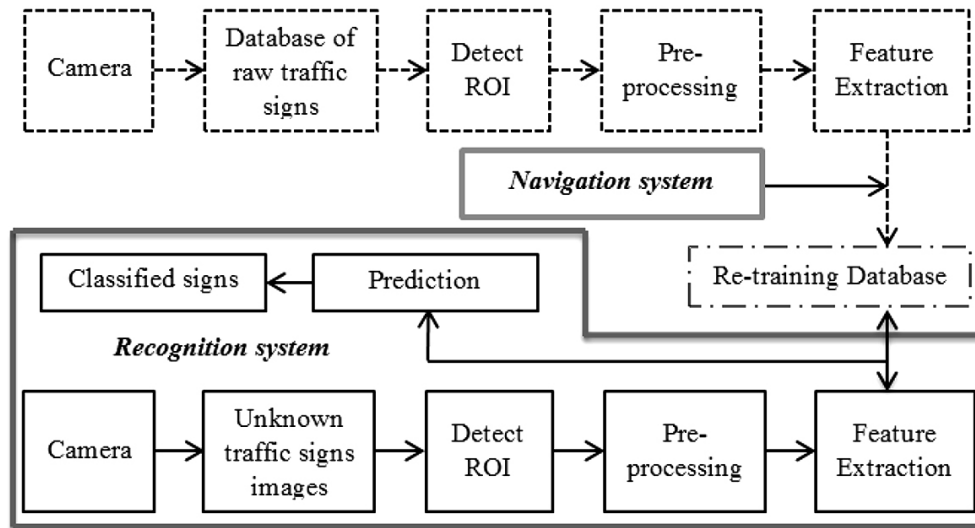 Camera
Database of
raw traffic
signs
Detect
ROI
Pre-
processing
Feature
Extraction
Navigation system
Re-training Database
Classified signs
Prediction
Recognition system
Camera
Unknown
traffic signs
images
Detect
ROI
Pre-
processing
Feature
Extraction